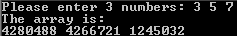 Please enter 3 numbers: 3 5 7
The array is:
4280488 4266721 1245032